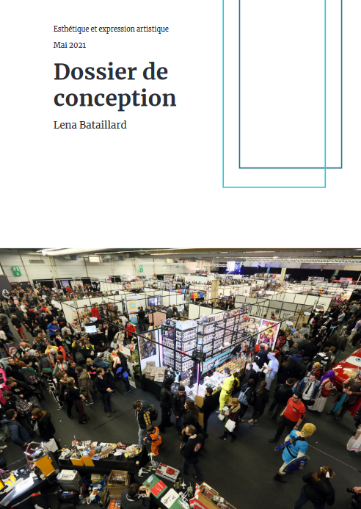 Esthétique et expression artistique
Mai 2021
Dossier de
conception
Lena Bataillard